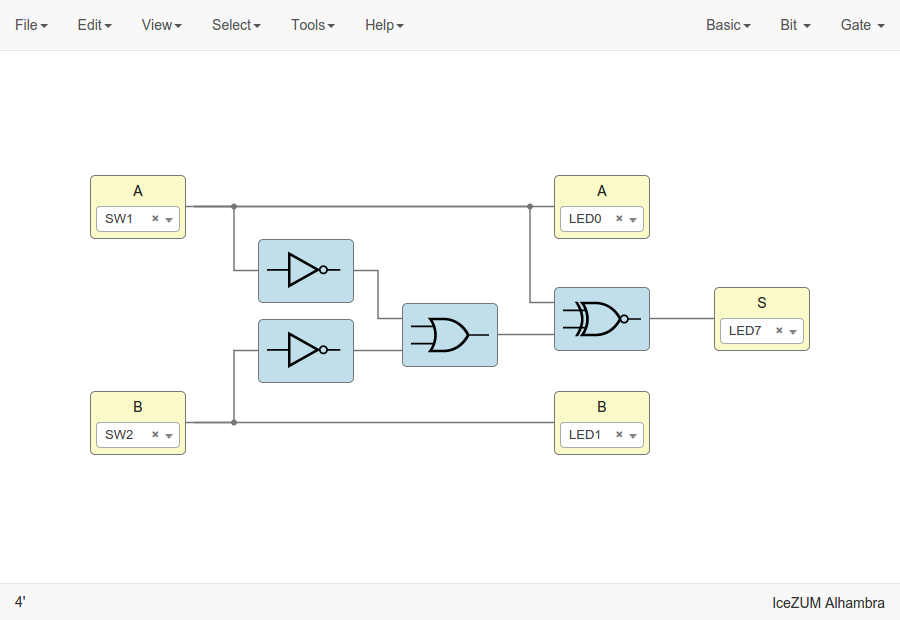 File Edit View Select Tools Help Basic Bit Gate
A
SW1 ×
A
LED0 ×
S
LED7 ×
B
SW2 ×
B
LED1 ×
4' IceZUM Alhambra